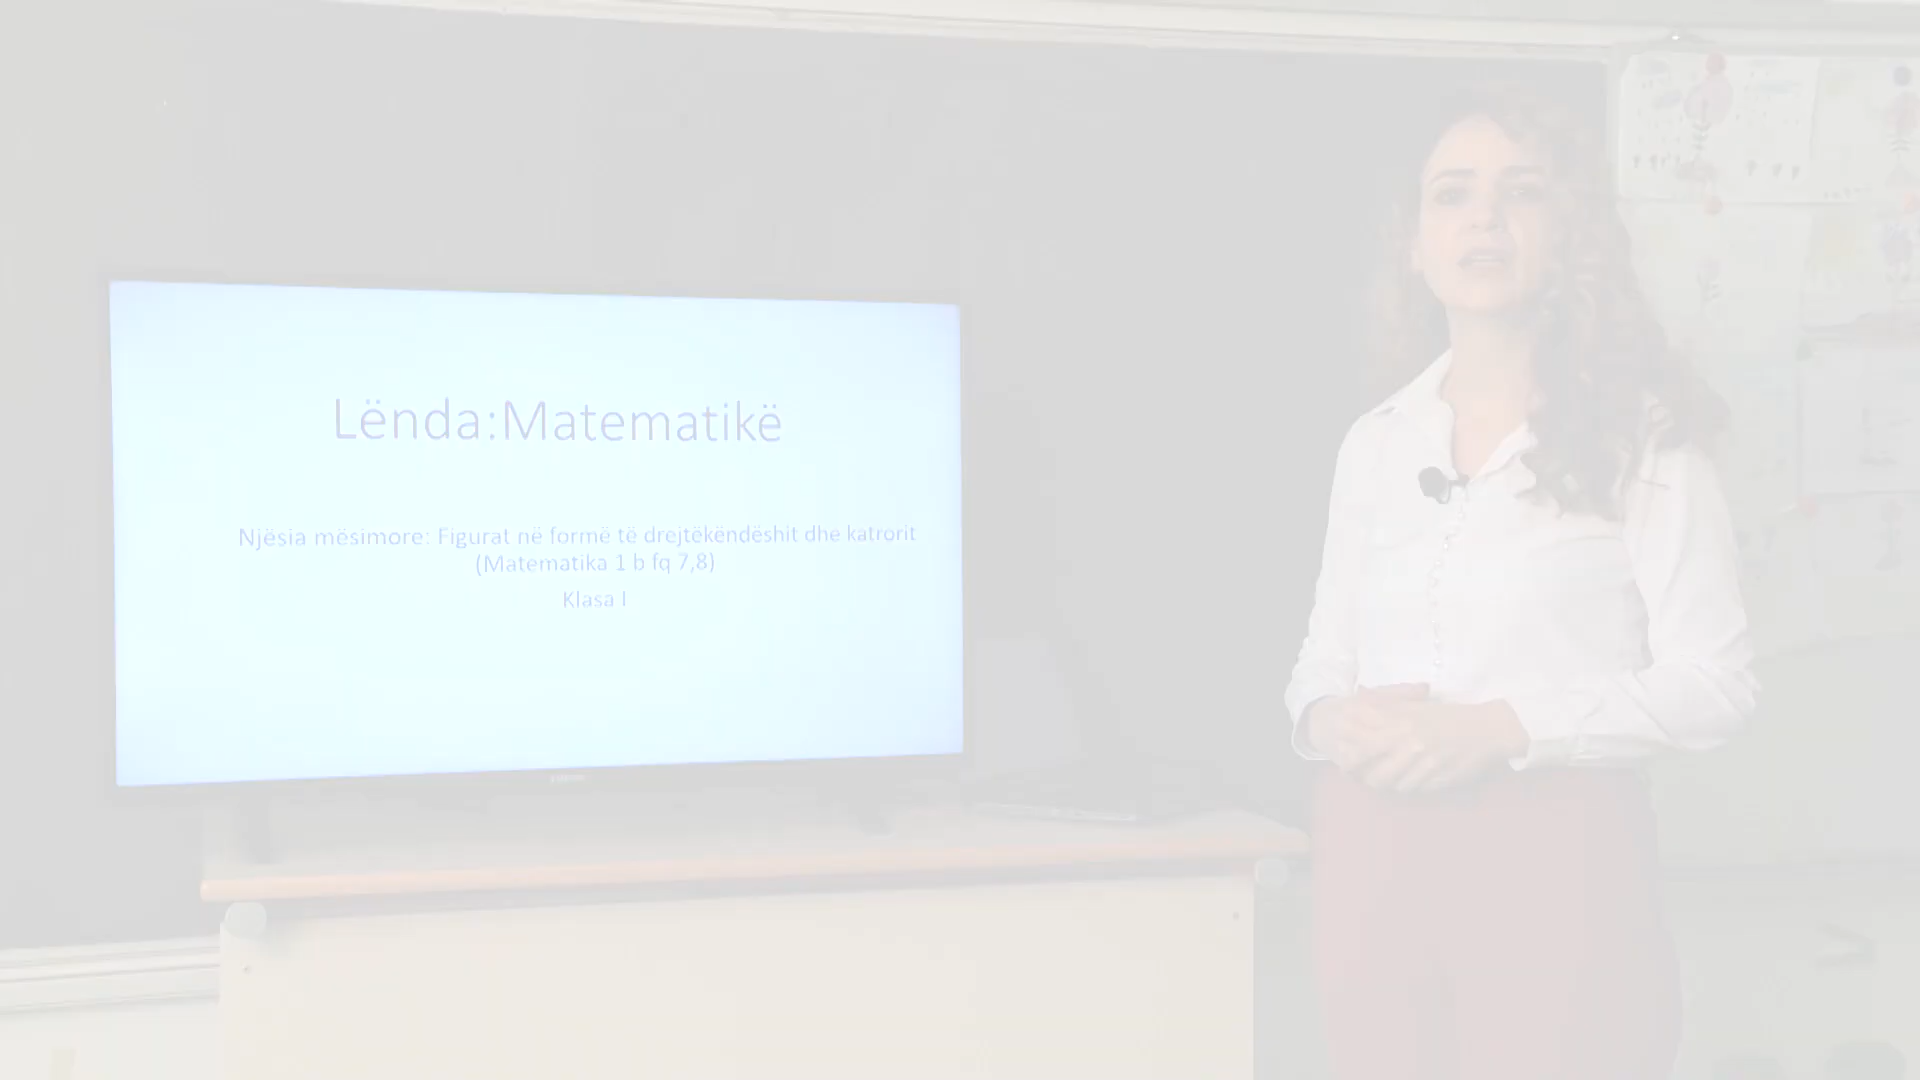 Lënda:Matematikë
Njësia mësimore: Figurat në formë të drejtëkëndëshit dhe katrorit
(Matematika 1 b fq 7,8)
Klasa I